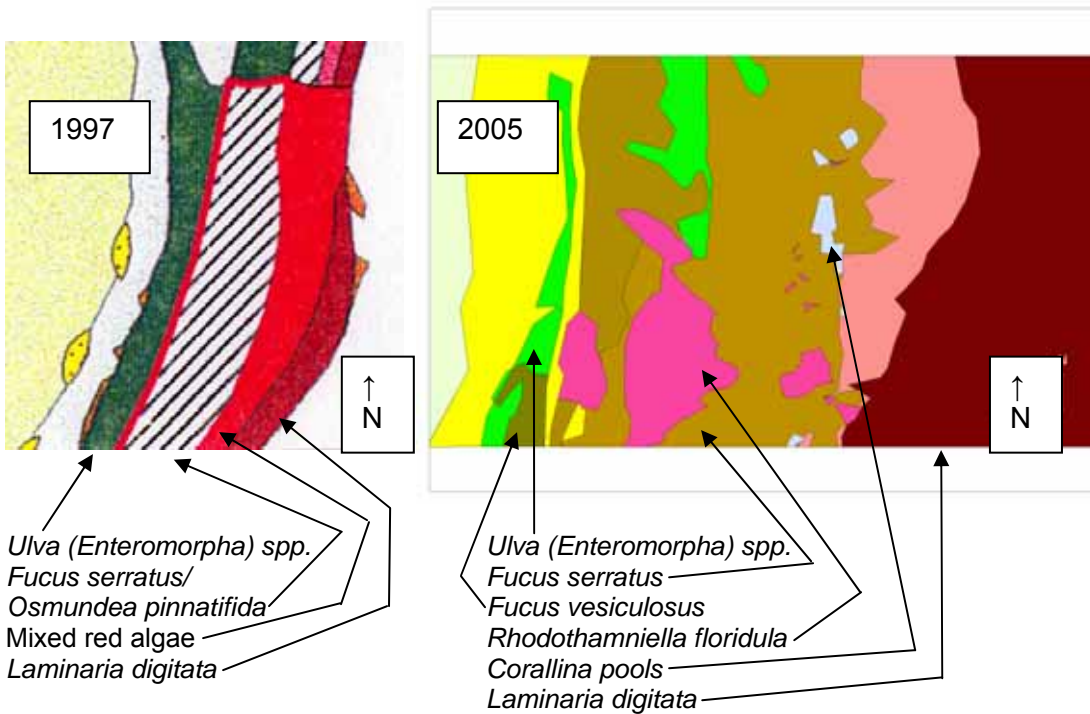 1997
↑
N
Ulva (Enteromorpha) spp.
Fucus serratus/
Osmundea pinnatifida
Mixed red algae
Laminaria digitata
2005
↑
N
Ulva (Enteromorpha) spp.
Fucus serratus
Fucus vesiculosus
Rhodothamniella floridula
Corallina pools
Laminaria digitata